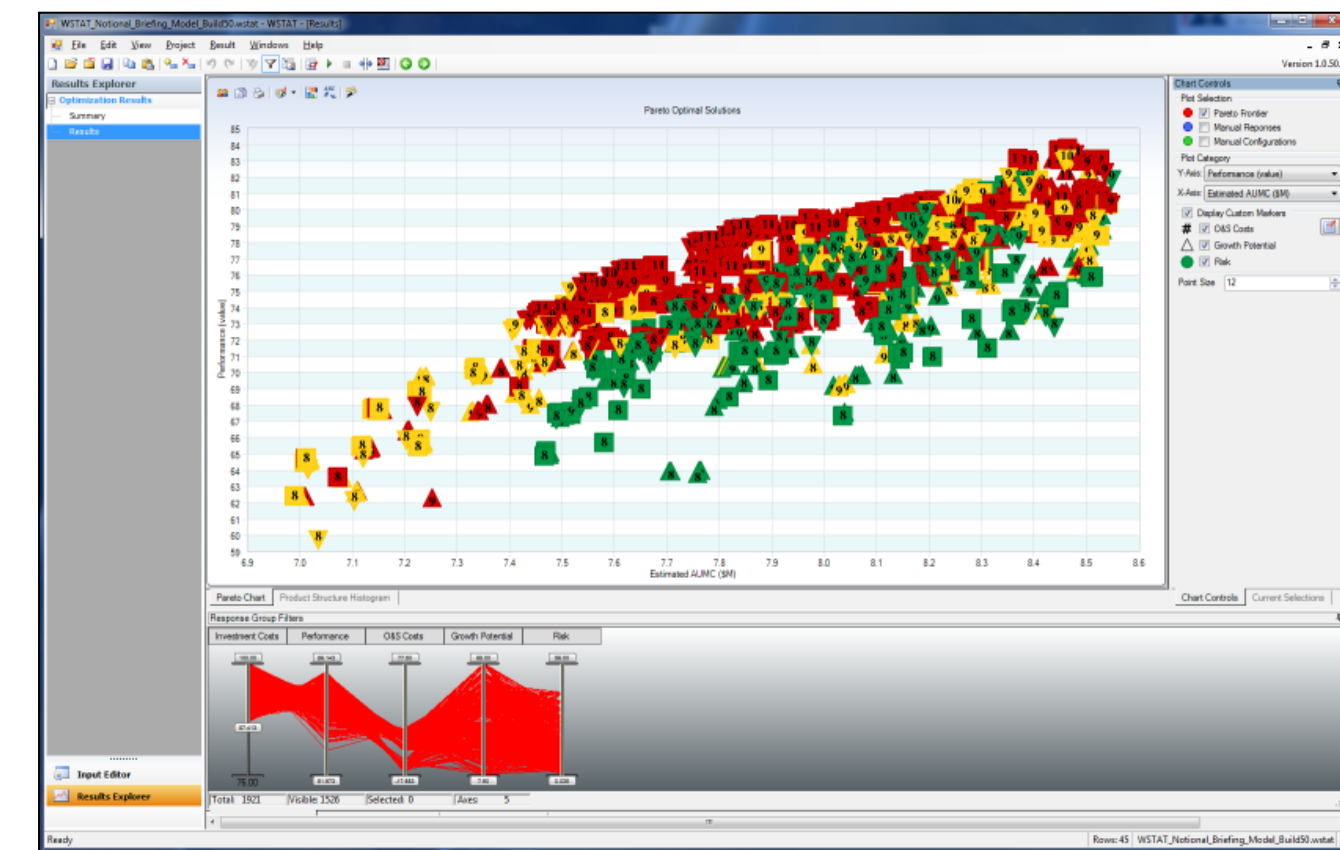 WSTAT_Notional_Briefing_Model_Build50.wstat - WSTAT - [Results]
File Edit View Project Result Windows Help
Version 1.0.50.
Results Explorer
Optimization Results
Summary
Results
Pareto Optimal Solutions
85
84
83
82
81
80
79
78
77
76
75
74
73
72
71
70
69
68
67
66
65
64
63
62
61
60
59
Performance (value)
6.9 7.0 7.1 7.2 7.3 7.4 7.5 7.6 7.7 7.8 7.9 8.0 8.1 8.2 8.3 8.4 8.5 8.6
Estimated AUMC ($M)
Chart Controls
Plot Selection
Pareto Frontier
Manual Reponses
Manual Configurations
Plot Category
Y-Axis: Performance (value)
X-Axis: Estimated AUMC ($M)
Display Custom Markers
# O&S Costs
Growth Potential
Risk
Point Size 12
Pareto Chart Product Structure Histogram
Chart Controls Current Selections
Response Group Filters
Investment Costs Performance O&S Costs Growth Potential Risk
75.00
Total: 1921 Visible: 1526 Selected: 0 Axes: 5
Input Editor
Results Explorer
Ready
Rows: 45 WSTAT_Notional_Briefing_Model_Build50.wstat